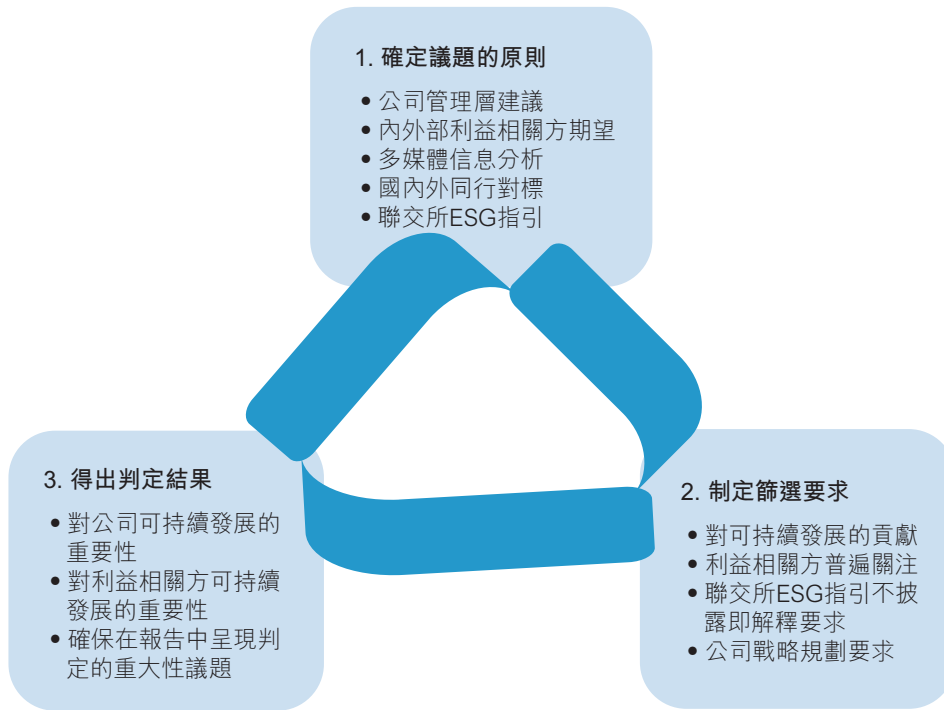 1. 確定議題的原則
• 公司管理層建議
• 內外部利益相關方期望
• 多媒體信息分析
• 國內外同行對標
• 聯交所ESG指引
3. 得出判定結果
• 對公司可持續發展的
重要性
• 對利益相關方可持續
發展的重要性
• 確保在報告中呈現判
定的重大性議題
2. 制定篩選要求
• 對可持續發展的貢獻
• 利益相關方普遍關注
• 聯交所ESG指引不披
露即解釋要求
• 公司戰略規劃要求